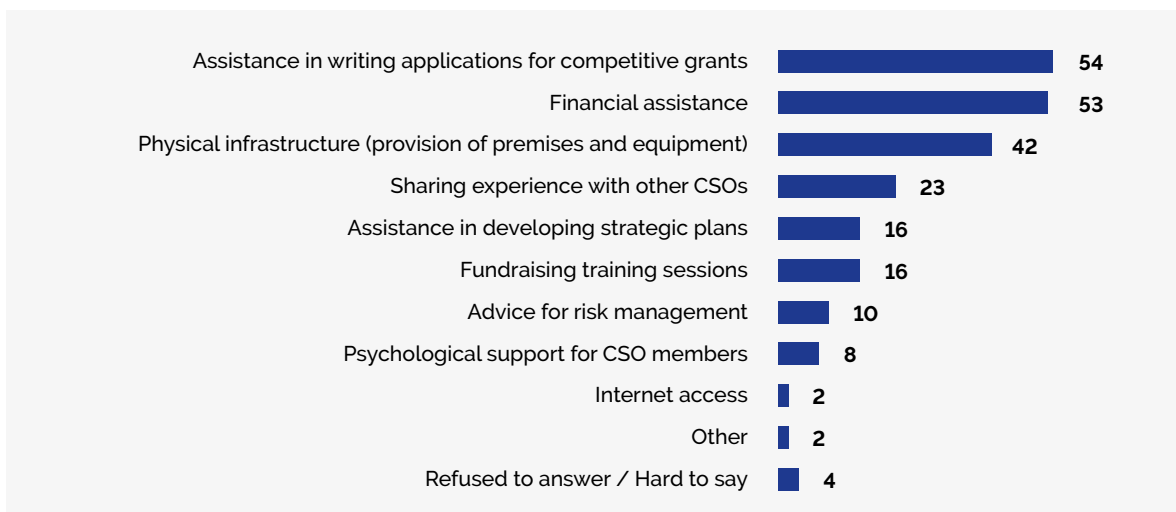 Assistance in writing applications for competitive grants 54
Financial assistance 53
Physical infrastructure (provision of premises and equipment) 42
Sharing experience with other CSOs 23
Assistance in developing strategic plans 16
Fundraising training sessions 16
Advice for risk management 10
Psychological support for CSO members 8
Internet access 2
Other 2
Refused to answer / Hard to say 4